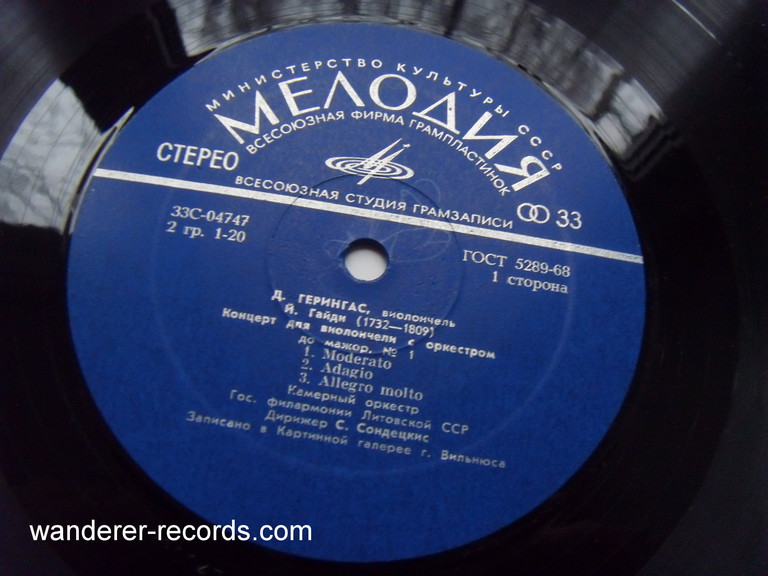 МИНИСТЕРСТВО КУЛЬТУРЫ СССР
МЕЛОДИЯ
ВСЕСОЮЗНАЯ ФИРМА ГРАМПЛАСТИНОК
СТЕРЕО
ВСЕСОЮЗНАЯ СТУДИЯ ГРАМЗАПИСИ
33
33С-04747
2 гр. 1-20
ГОСТ 5289-68
1 сторона
Д. ГЕРИНГАС, виолончель
Й. Гайди (1732—1809)
Концерт для виолончели с оркестром
до мажор, № 1
1. Moderato
2. Adagio
3. Allegro molto
Камерный оркестр
Гос. филармонии Литовской ССР
Дирижер С. Сондецкис
Записано в Картинной галерее г. Вильнюса
wanderer-records.com